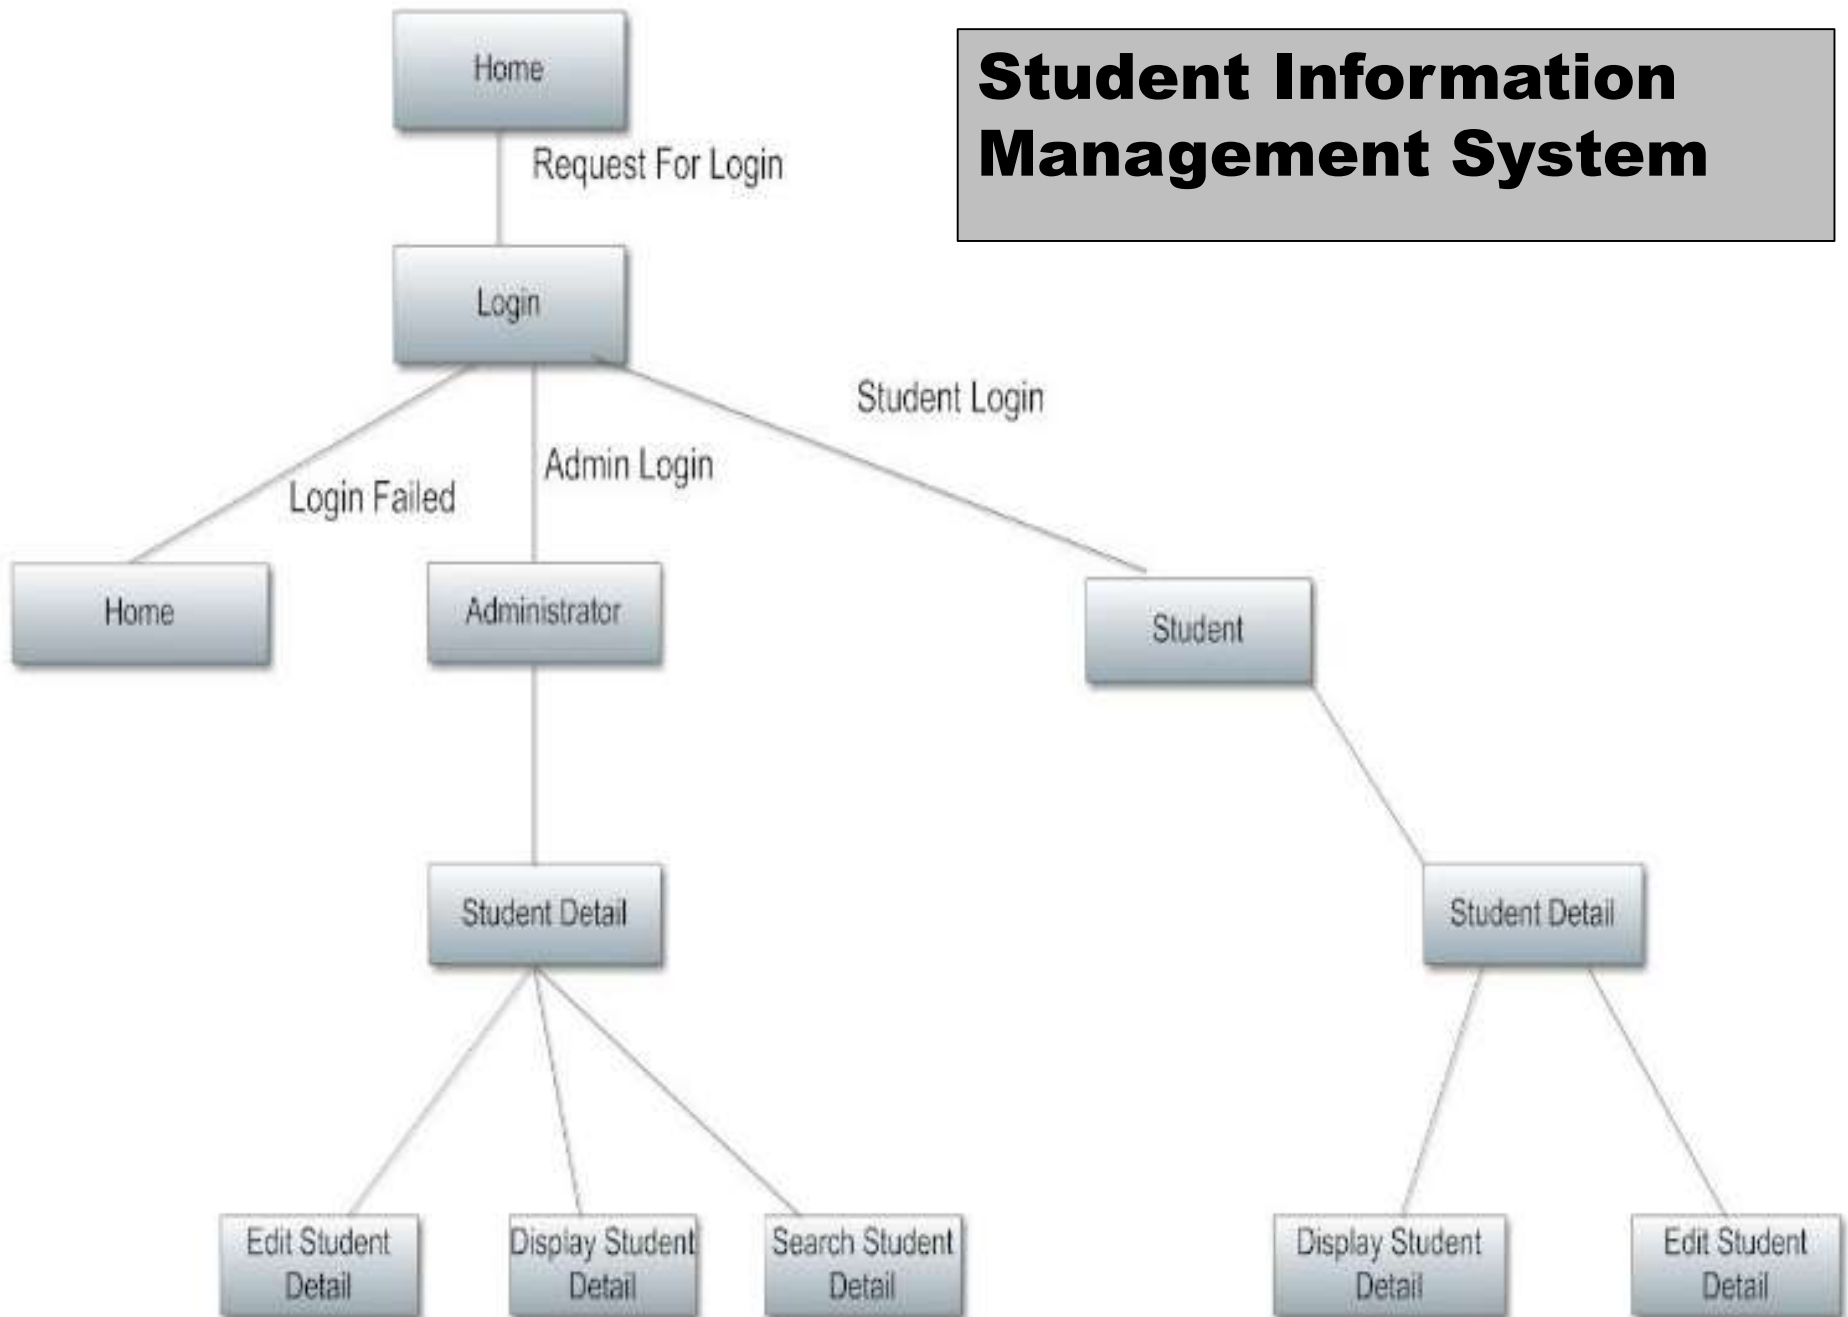 Home
Student Information
Management System
Request For Login
Login
Student Login
Admin Login
Login Failed
Home
Administrator
Student
Student Detail
Student Detail
Edit Student
Detail
Display Student
Detail
Search Student
Detail
Display Student
Detail
Edit Student
Detail